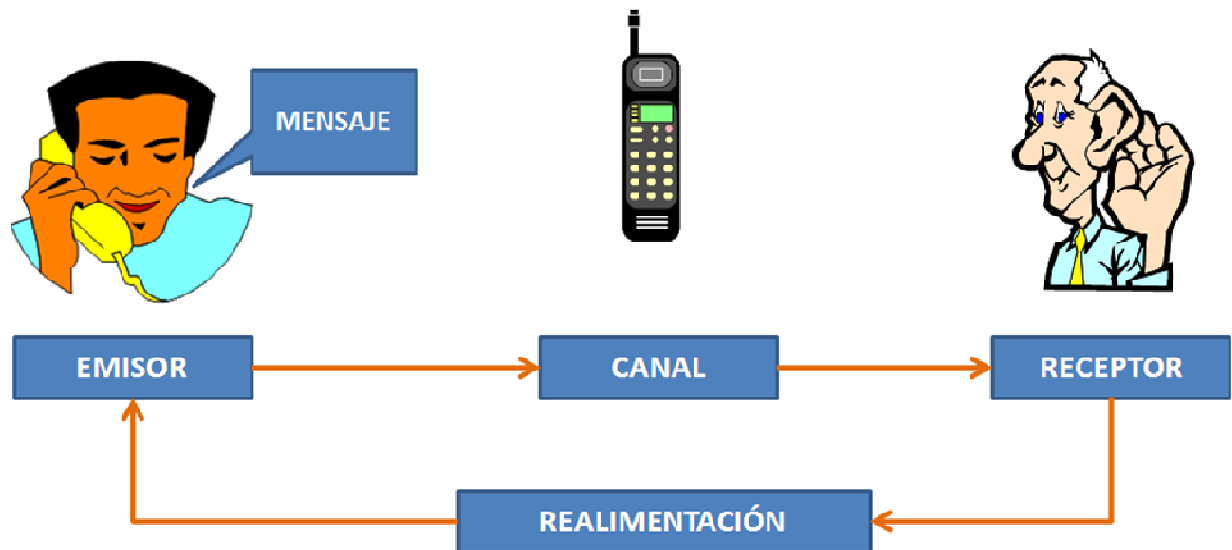 MENSAJE
EMISOR
CANAL
RECEPTOR
REALIMENTACIÓN